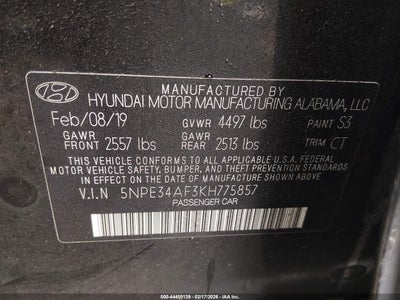 MANUFACTURED BY
HYUNDAI MOTOR MANUFACTURING ALABAMA, LLC
Feb/08/19 GVWR 4497 lbs PAINT S3
GAWR FRONT 2557 lbs GAWR REAR 2513 lbs TRIM CT
THIS VEHICLE CONFORMS TO ALL APPLICABLE U.S.A. FEDERAL
MOTOR VEHICLE SAFETY, BUMPER, AND THEFT PREVENTION STANDARDS
IN EFFECT ON THE DATE OF MANUFACTURE SHOWN ABOVE.
V.I.N 5NPE34AF3KH775857
PASSENGER CAR
000-44400139 - 02/17/2026 - IAA, Inc.